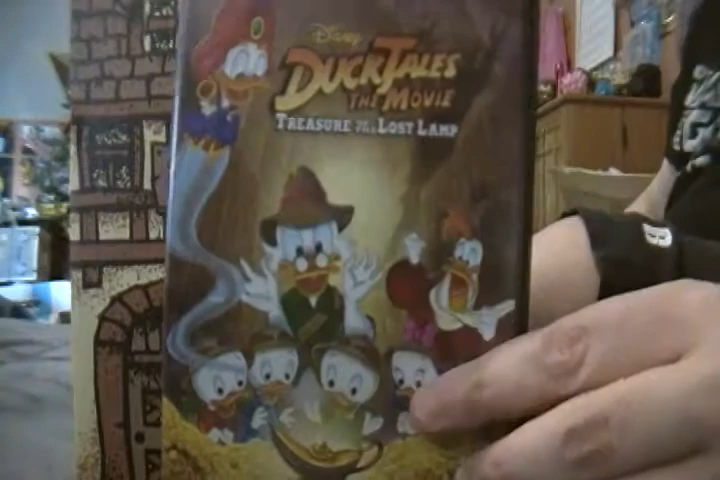 Disney
DUCKTALES
THE MOVIE
TREASURE OF THE LOST LAMP